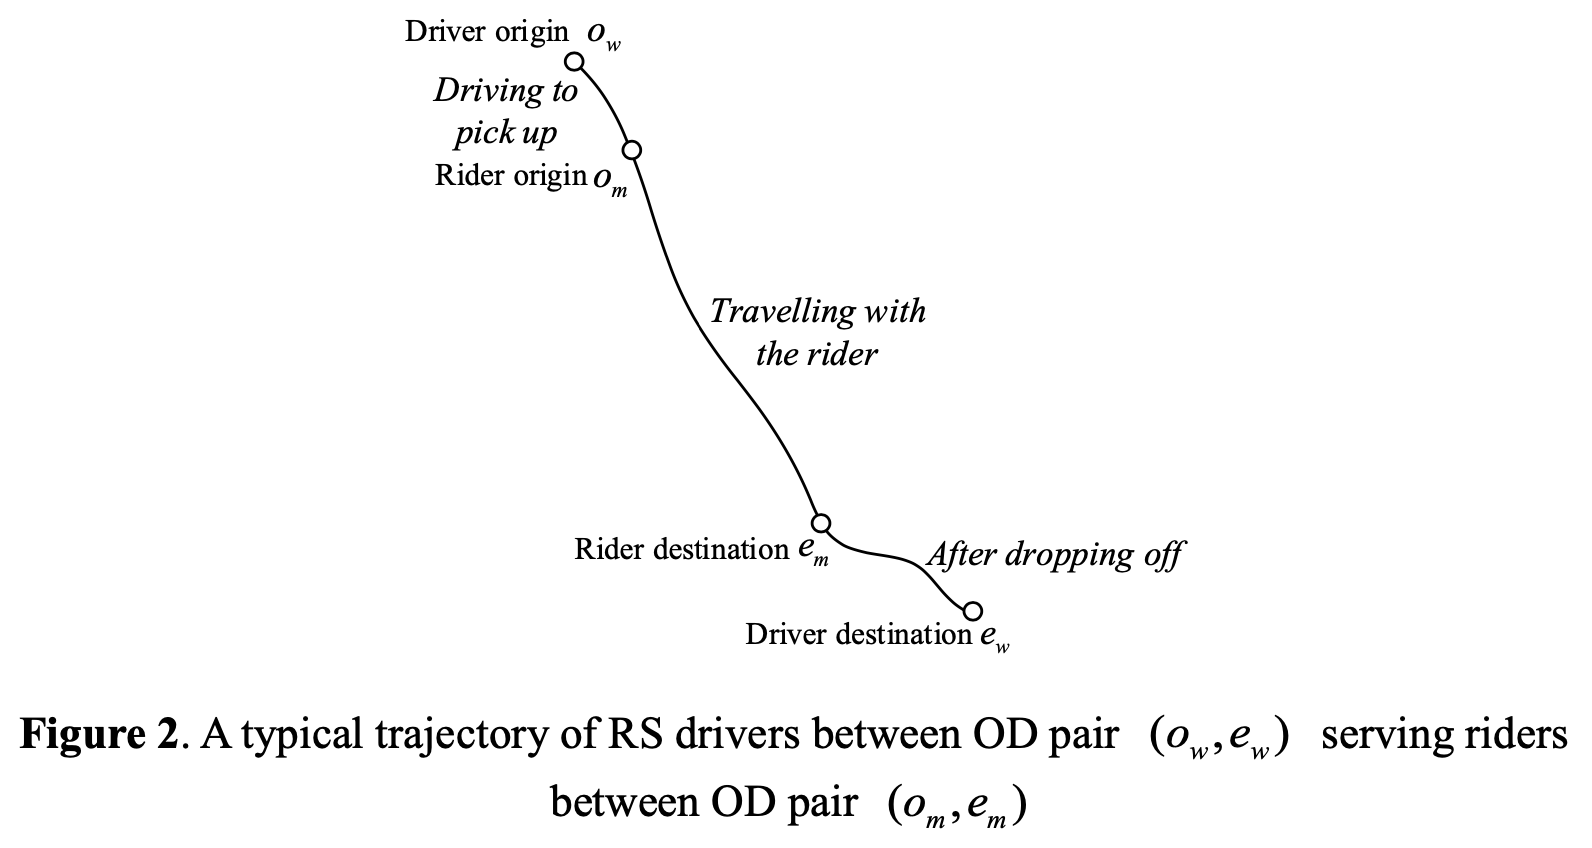 Driver origin o_w
Driving to
pick up
Rider origin o_m
Travelling with
the rider
Rider destination e_m
After dropping off
Driver destination e_w
Figure 2. A typical trajectory of RS drivers between OD pair (o_w, e_w) serving riders
between OD pair (o_m, e_m)